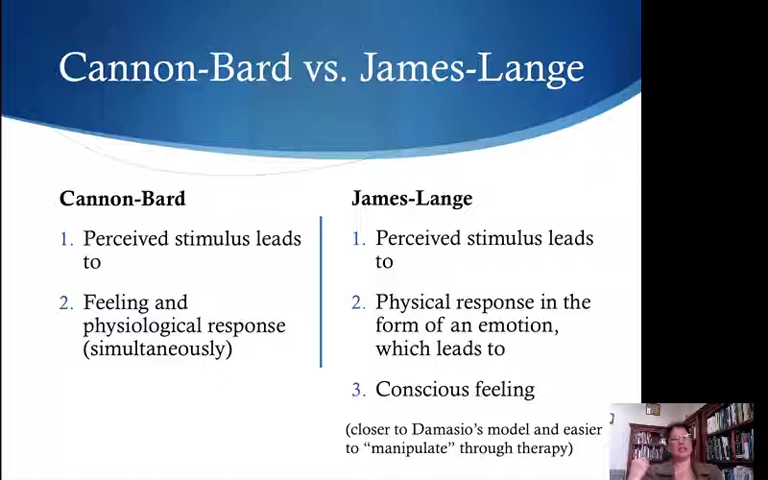 Cannon-Bard vs. James-Lange
Cannon-Bard
1. Perceived stimulus leads
to
2. Feeling and
physiological response
(simultaneously)
James-Lange
1. Perceived stimulus leads
to
2. Physical response in the
form of an emotion,
which leads to
3. Conscious feeling
(closer to Damasio's model and easier
to “manipulate” through therapy)